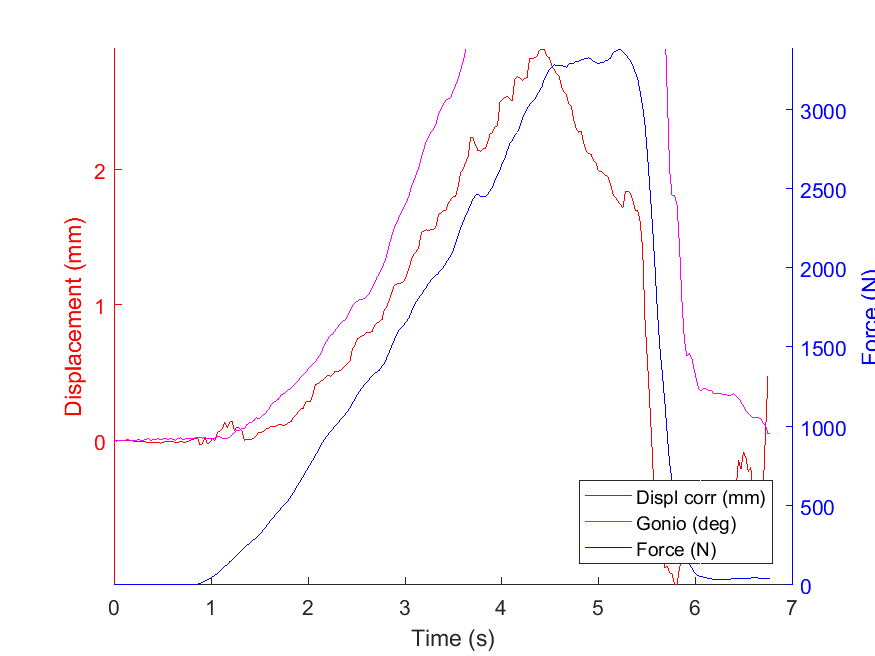 3000
2
2500
2000
1
1500
0
1000
500
0
Displacement (mm)
Force (N)
Displ corr (mm)
Gonio (deg)
Force (N)
0 1 2 3 4 5 6 7
Time (s)